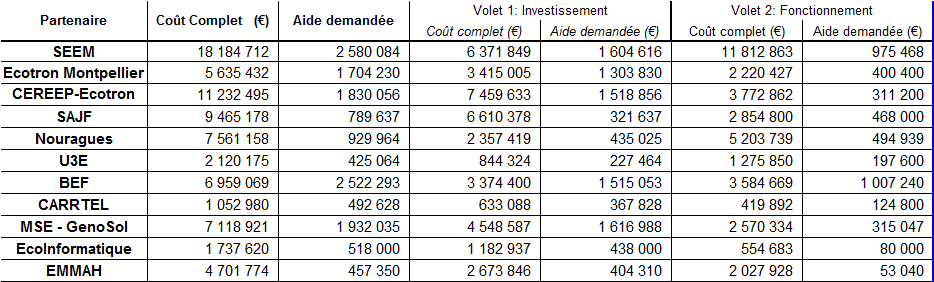 Partenaire Coût Complet (€) Aide demandée Volet 1: Investissement Volet 2: Fonctionnement
Coût complet (€) Aide demandée (€) Coût complet (€) Aide demandée (€)
SEEM 18 184 712 2 580 084 6 371 849 1 604 616 11 812 863 975 468
Ecotron Montpellier 5 635 432 1 704 230 3 415 005 1 303 830 2 220 427 400 400
CEREEP-Ecotron 11 232 495 1 830 056 7 459 633 1 518 856 3 772 862 311 200
SAJF 9 465 178 789 637 6 610 378 321 637 2 854 800 468 000
Nouragues 7 561 158 929 964 2 357 419 435 025 5 203 739 494 939
U3E 2 120 175 425 064 844 324 227 464 1 275 850 197 600
BEF 6 959 069 2 522 293 3 374 400 1 515 053 3 584 669 1 007 240
CARRTEL 1 052 980 492 628 633 088 367 828 419 892 124 800
MSE - GenoSol 7 118 921 1 932 035 4 548 587 1 616 988 2 570 334 315 047
EcoInformatique 1 737 620 518 000 1 182 937 438 000 554 683 80 000
EMMAH 4 701 774 457 350 2 673 846 404 310 2 027 928 53 040